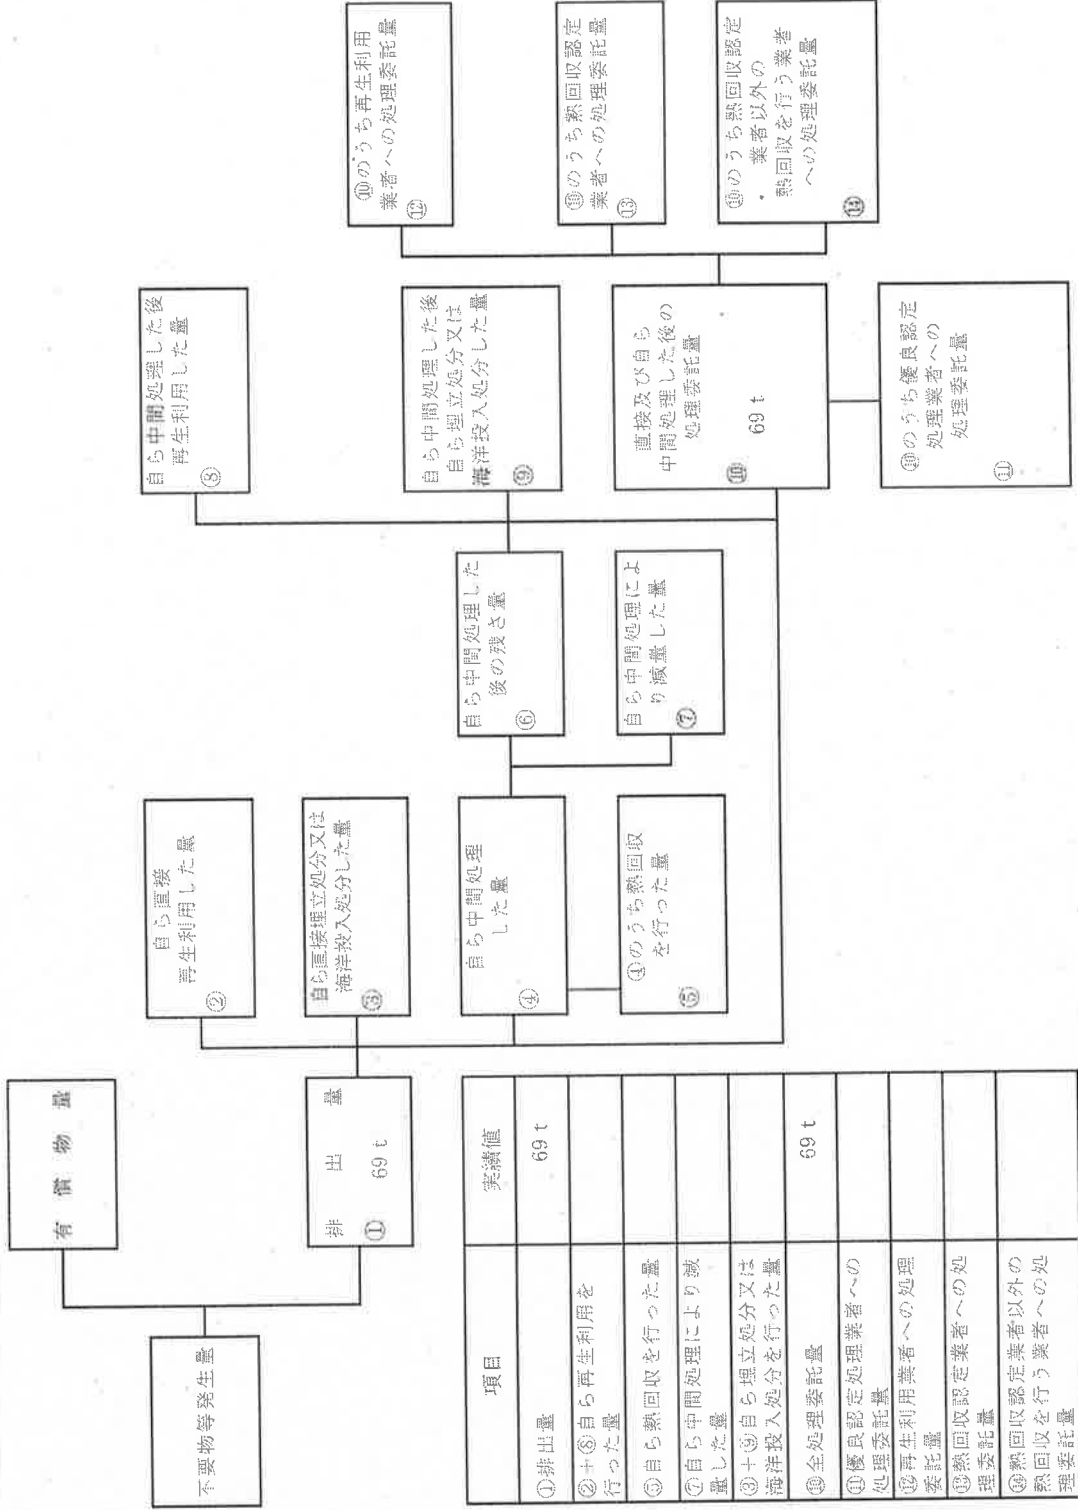 不要物等発生量
有償物量
排出量
①
69 t
自ら直接
再生利用した量
②
自ら直接埋立処分又は
海洋投入処分した量
③
自ら中間処理
した量
④
④のうち熱回収
を行った量
⑤
自ら中間処理した
後の残さ量
⑥
自ら中間処理によ
り減量した量
⑦
自ら中間処理した後
再生利用した量
⑧
自ら中間処理した後
自ら埋立処分又は
海洋投入処分した量
⑨
直接及び自ら
中間処理した後の
処理委託量
69 t
⑩
⑩のうち優良認定
処理業者への
処理委託量
⑪
⑩のうち再生利用
業者への処理委託量
⑫
⑩のうち熱回収認定
業者への処理委託量
⑬
⑩のうち熱回収認定
業者以外の
熱回収を行う業者
への処理委託量
⑭
項目 実績値
①排出量 69 t
②+⑧自ら再生利用を
行った量
⑤自ら熱回収を行った量
⑦自ら中間処理により減
量した量
③+⑨自ら埋立処分又は
海洋投入処分を行った量
⑩全処理委託量 69 t
⑪優良認定処理業者への
処理委託量
⑫再生利用業者への処理
委託量
⑬熱回収認定業者への処
理委託量
⑭熱回収認定業者以外の
熱回収を行う業者への処
理委託量